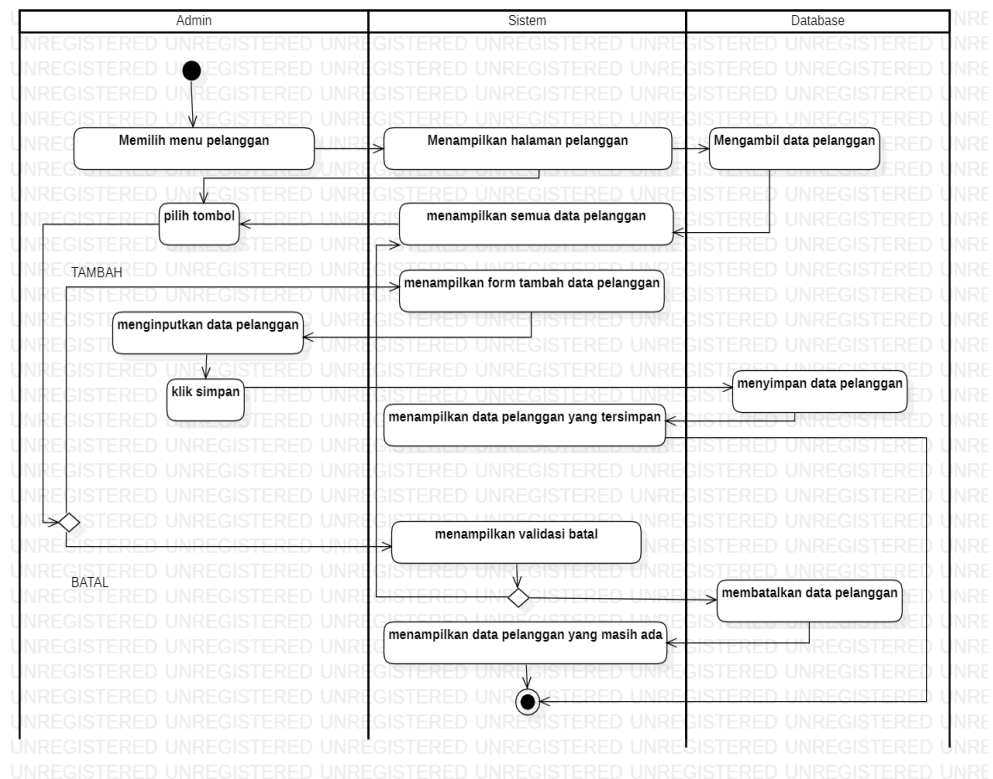 Admin
Sistem
Database
Memilih menu pelanggan
Menampilkan halaman pelanggan
Mengambil data pelanggan
pilih tombol
menampilkan semua data pelanggan
TAMBAH
menampilkan form tambah data pelanggan
menginputkan data pelanggan
klik simpan
menyimpan data pelanggan
menampilkan data pelanggan yang tersimpan
menampilkan validasi batal
BATAL
membatalkan data pelanggan
menampilkan data pelanggan yang masih ada
UNREGISTERED